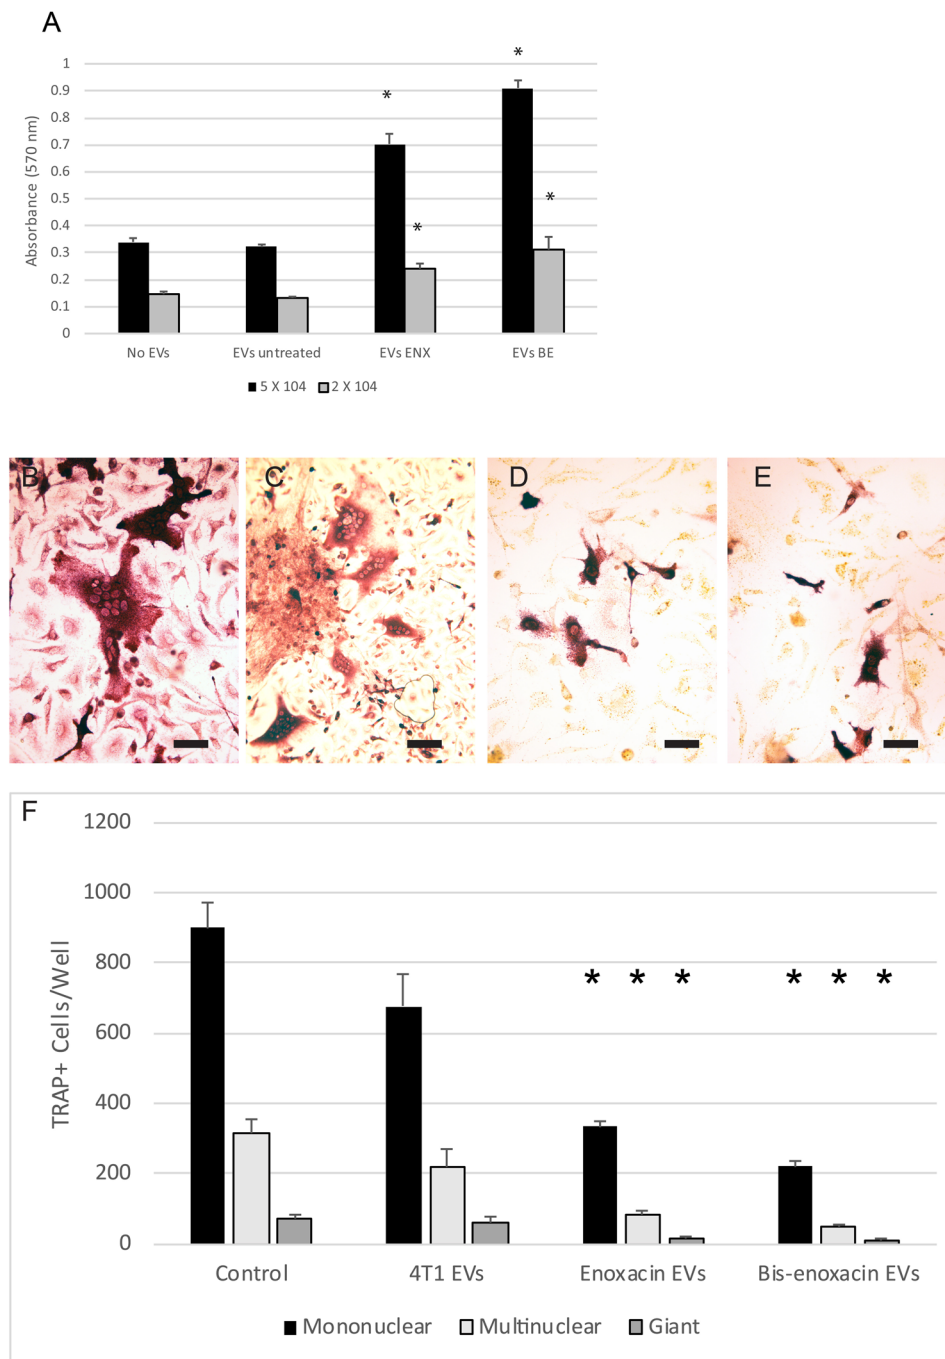 A
1
0.9
0.8
0.7
0.6
0.5
0.4
0.3
0.2
0.1
0
Absorbance (570 nm)
* * * *
No EVs EVs untreated EVs ENX EVs BE
5 X 104 2 X 104
B C D E
F
1200
1000
800
600
400
200
0
TRAP+ Cells/Well
* * * * * *
Control 4T1 EVs Enoxacin EVs Bis-enoxacin EVs
Mononuclear Multinuclear Giant